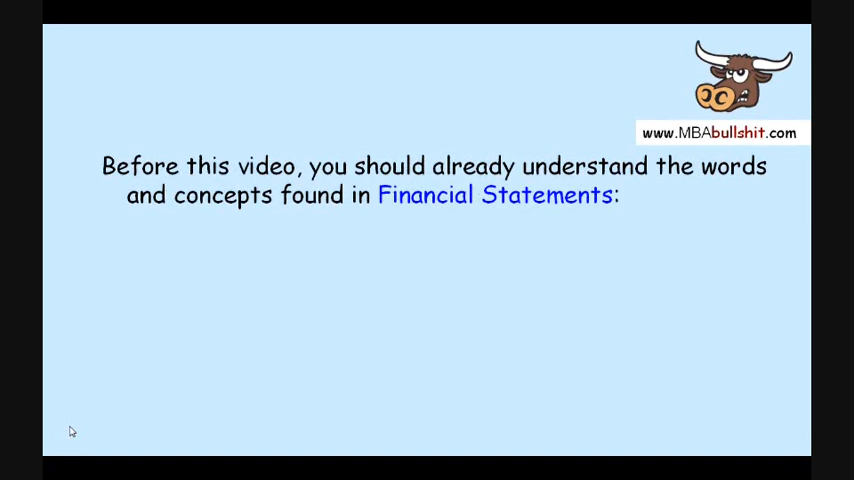 www.MBAbullshit.com
Before this video, you should already understand the words
and concepts found in Financial Statements: